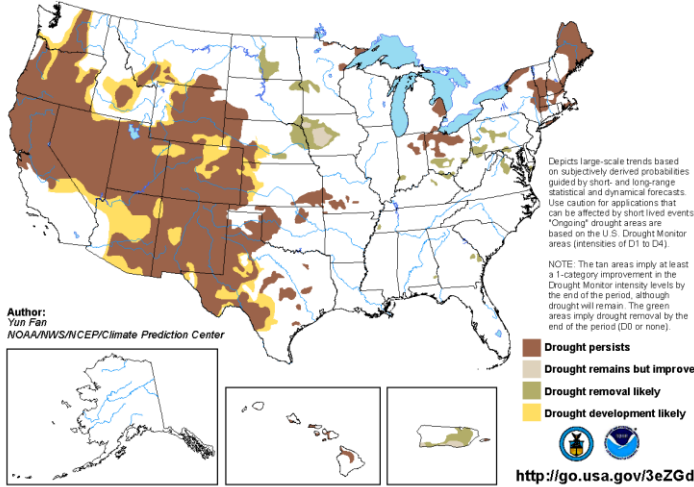 Depicts large-scale trends based
on subjectively derived probabilities
guided by short- and long-range
statistical and dynamical forecasts.
Use caution for applications that
can be affected by short lived events.
"Ongoing" drought areas are
based on the U.S. Drought Monitor
areas (intensities of D1 to D4).
NOTE: The tan areas imply at least
a 1-category improvement in the
Drought Monitor intensity levels by
the end of the period, although
drought will remain. The green
areas imply drought removal by the
end of the period (D0 or none).
Author:
Yun Fan
NOAA/NWS/NCEP/Climate Prediction Center
Drought persists
Drought remains but improve
Drought removal likely
Drought development likely
http://go.usa.gov/3eZGd